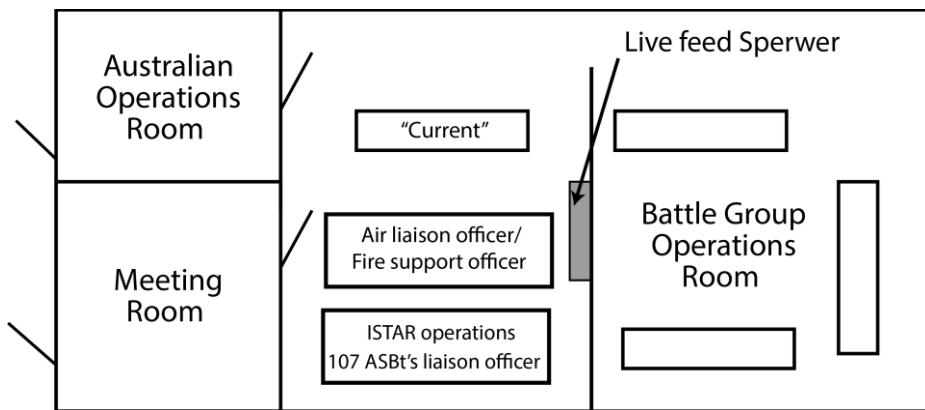 Live feed Sperwer
Australian
Operations
Room
“Current”
Meeting
Room
Air liaison officer/
Fire support officer
Battle Group
Operations
Room
ISTAR operations
107 ASBt’s liaison officer